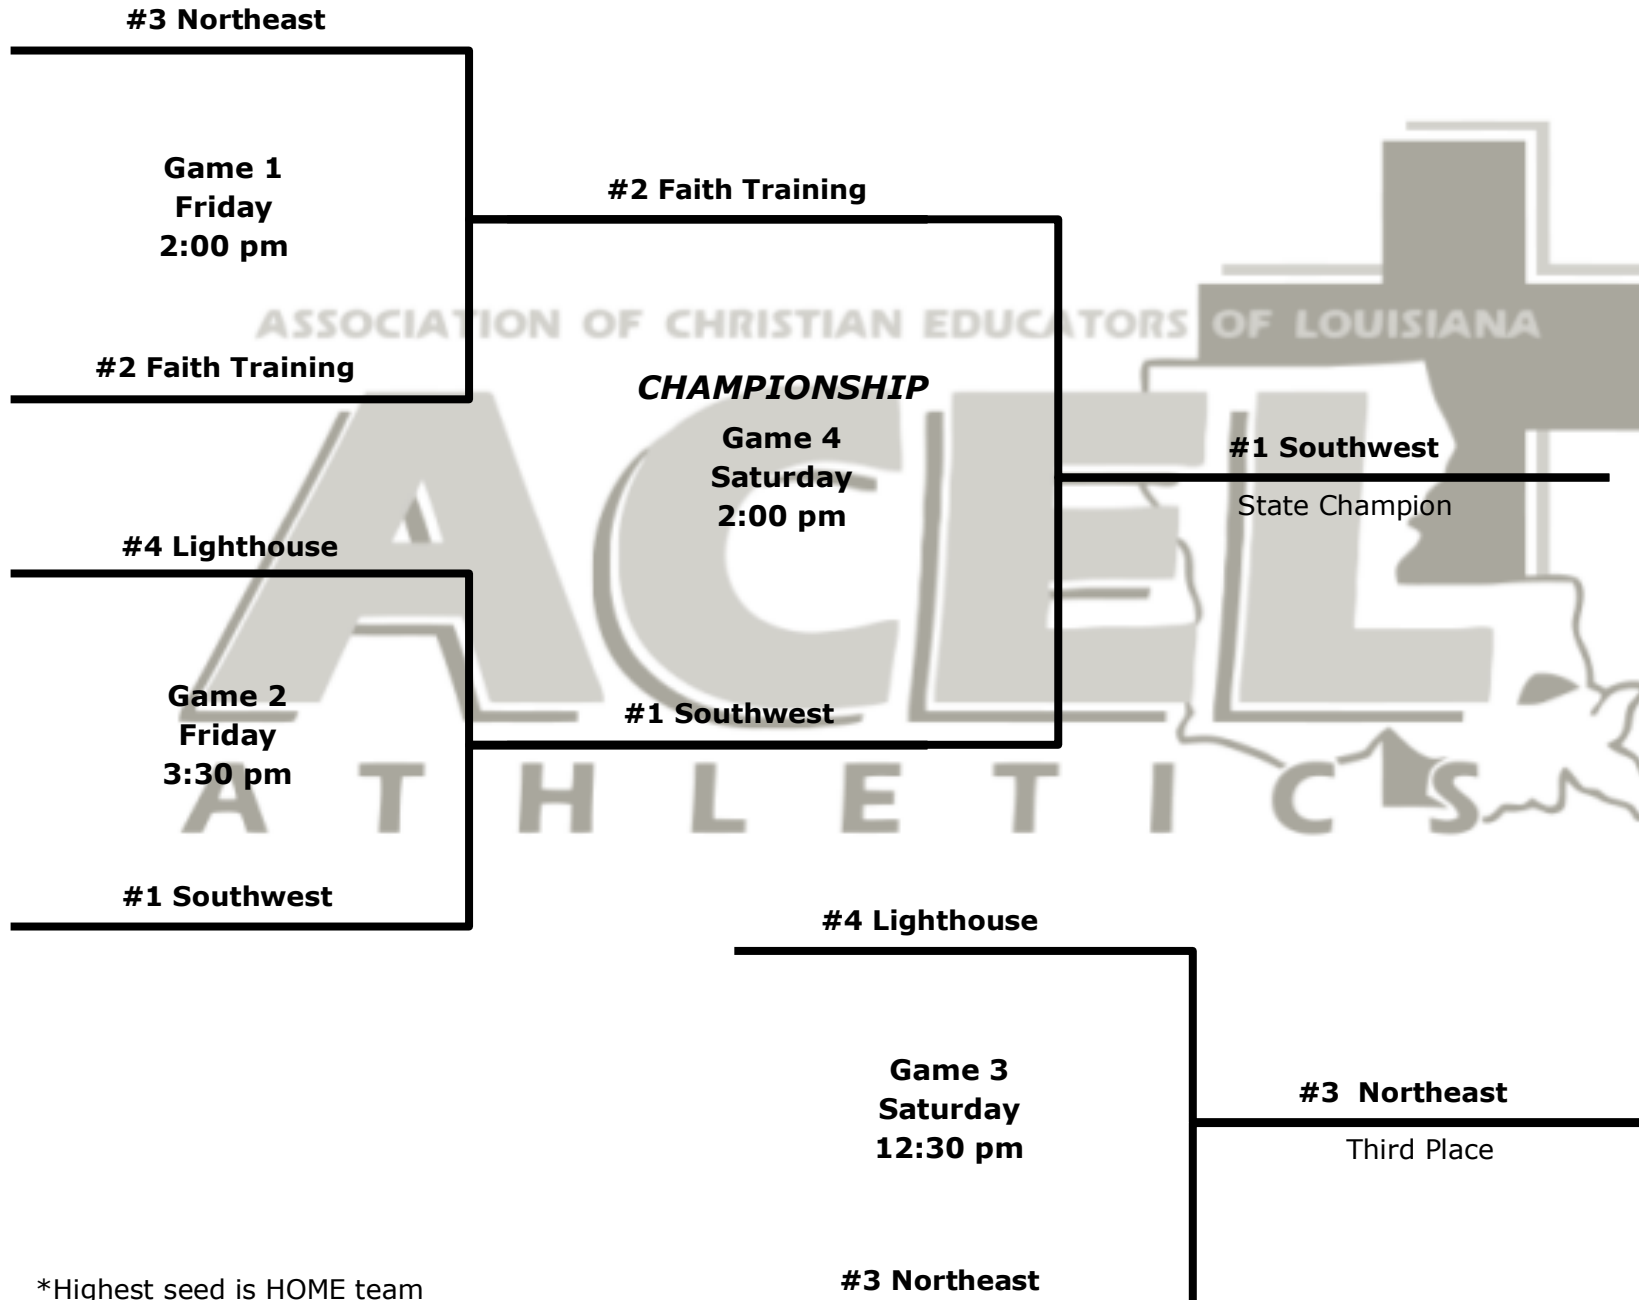 #3 Northeast
Game 1
Friday
2:00 pm
#2 Faith Training
#2 Faith Training
ASSOCIATION OF CHRISTIAN EDUCATORS OF LOUISIANA
CHAMPIONSHIP
Game 4
Saturday
2:00 pm
#1 Southwest
State Champion
ACEL
#4 Lighthouse
Game 2
Friday
3:30 pm
#1 Southwest
ATHLETICS
#1 Southwest
#4 Lighthouse
Game 3
Saturday
12:30 pm
#3 Northeast
Third Place
#3 Northeast
*Highest seed is HOME team